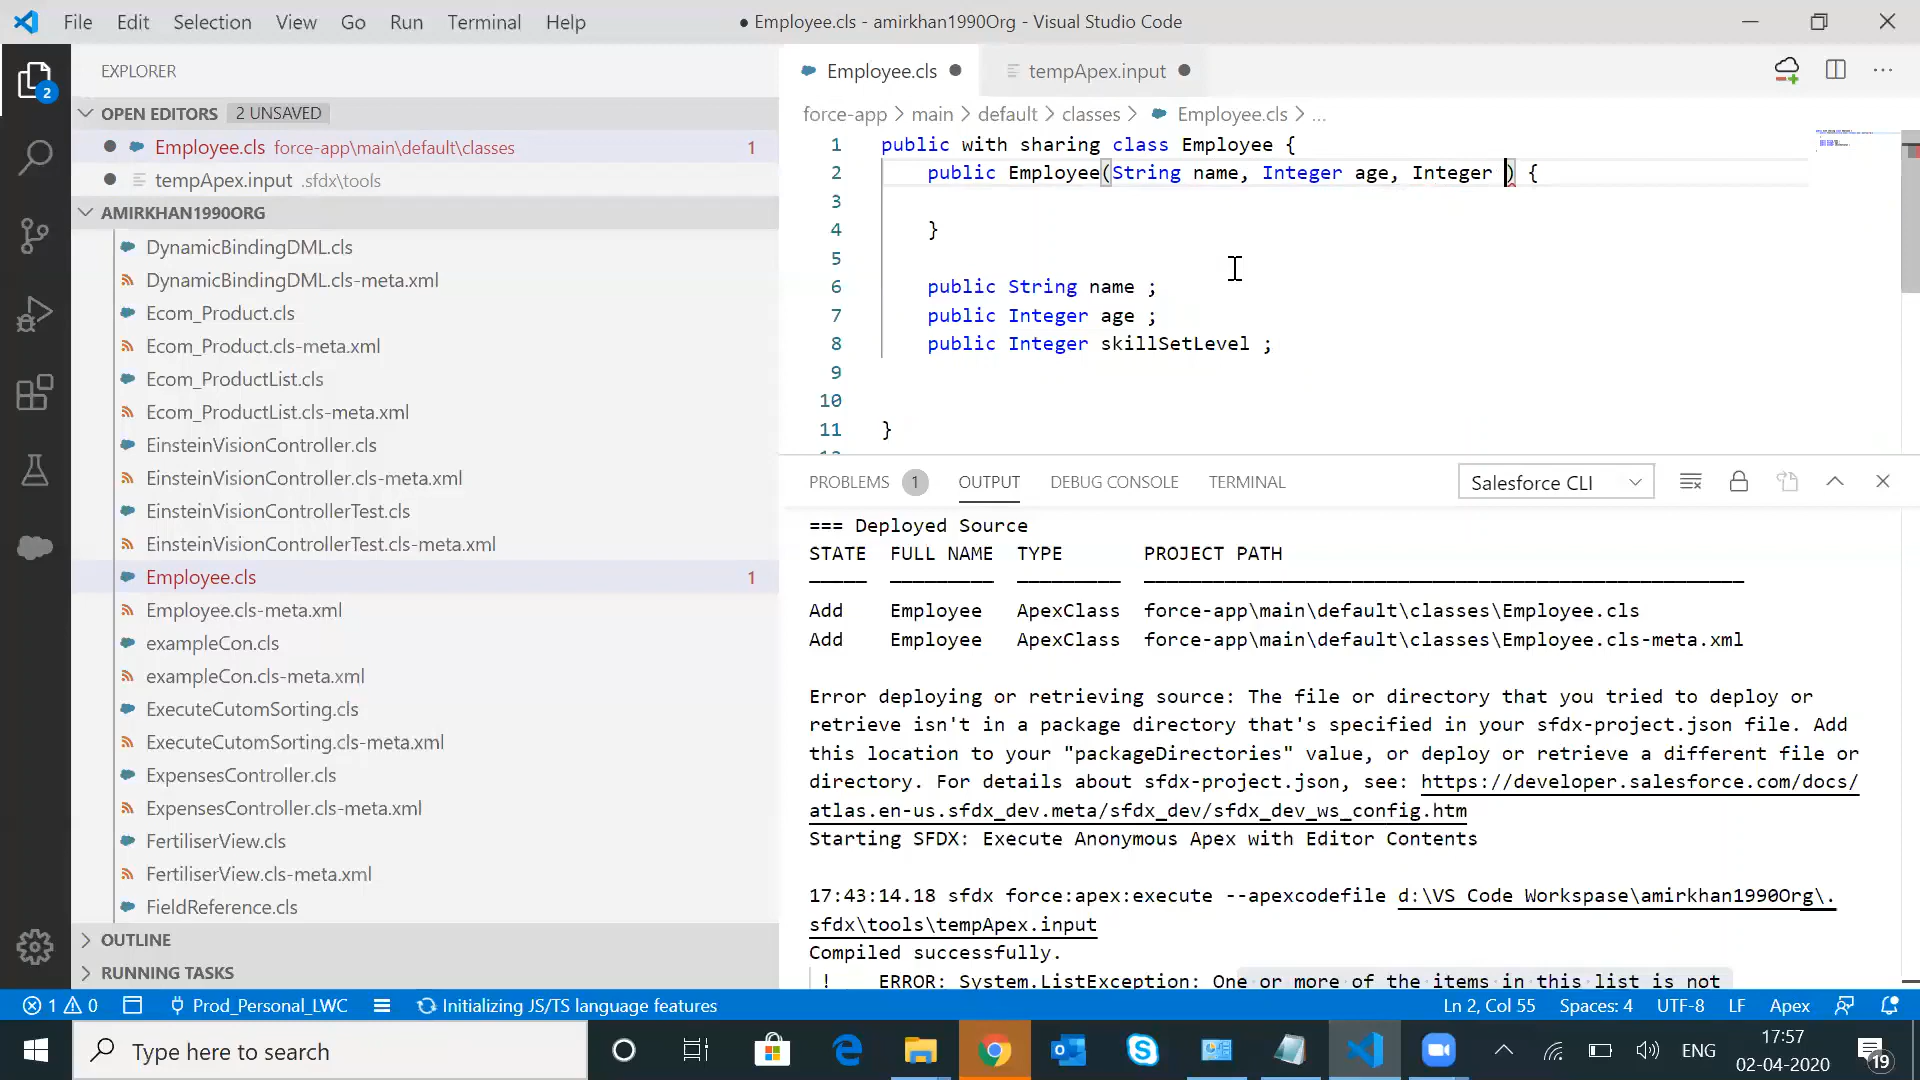 File Edit Selection View Go Run Terminal Help
● Employee.cls - amirkhan1990Org - Visual Studio Code
EXPLORER
OPEN EDITORS 2 UNSAVED
Employee.cls force-app\main\default\classes 1
tempApex.input .sfdx\tools
AMIRKHAN1990ORG
DynamicBindingDML.cls
DynamicBindingDML.cls-meta.xml
Ecom_Product.cls
Ecom_Product.cls-meta.xml
Ecom_ProductList.cls
Ecom_ProductList.cls-meta.xml
EinsteinVisionController.cls
EinsteinVisionController.cls-meta.xml
EinsteinVisionControllerTest.cls
EinsteinVisionControllerTest.cls-meta.xml
Employee.cls 1
Employee.cls-meta.xml
exampleCon.cls
exampleCon.cls-meta.xml
ExecuteCutomSorting.cls
ExecuteCutomSorting.cls-meta.xml
ExpensesController.cls
ExpensesController.cls-meta.xml
FertiliserView.cls
FertiliserView.cls-meta.xml
FieldReference.cls
OUTLINE
RUNNING TASKS
2
Employee.cls tempApex.input
force-app > main > default > classes > Employee.cls > ...
1 public with sharing class Employee {
2 public Employee(String name, Integer age, Integer ) {
3
4 }
5
6 public String name ;
7 public Integer age ;
8 public Integer skillSetLevel ;
9
10
11 }
PROBLEMS 1 OUTPUT DEBUG CONSOLE TERMINAL Salesforce CLI
=== Deployed Source
STATE FULL NAME TYPE PROJECT PATH
Add Employee ApexClass force-app\main\default\classes\Employee.cls
Add Employee ApexClass force-app\main\default\classes\Employee.cls-meta.xml
Error deploying or retrieving source: The file or directory that you tried to deploy or
retrieve isn't in a package directory that's specified in your sfdx-project.json file. Add
this location to your "packageDirectories" value, or deploy or retrieve a different file or
directory. For details about sfdx-project.json, see: https://developer.salesforce.com/docs/
atlas.en-us.sfdx_dev.meta/sfdx_dev/sfdx_dev_ws_config.htm
Starting SFDX: Execute Anonymous Apex with Editor Contents
17:43:14.18 sfdx force:apex:execute --apexcodefile d:\VS Code Workspase\amirkhan1990Org\.
sfdx\tools\tempApex.input
Compiled successfully.
! ERROR: System.ListException: One or more of the items in this list is not
1 0 Prod_Personal_LWC Initializing JS/TS language features
Ln 2, Col 55 Spaces: 4 UTF-8 LF Apex
Type here to search
ENG
17:57
02-04-2020
19